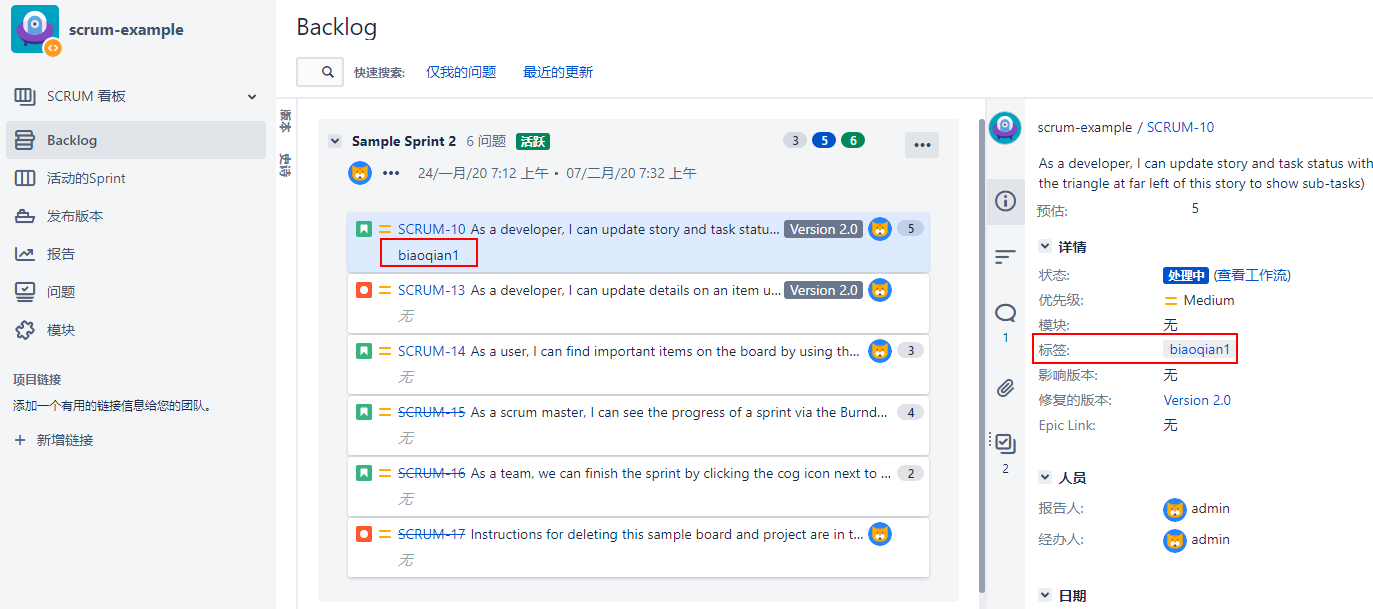 scrum-example
SCRUM 看板
Backlog
活动的Sprint
发布版本
报告
问题
模块
项目链接
添加一个有用的链接信息给您的团队。
+ 新增链接
Backlog
快速搜索: 仅我的问题 最近的更新
版本
史诗
Sample Sprint 2 6 问题 活跃 3 5 6 •••
••• 24/一月/20 7:12 上午 • 07/二月/20 7:32 上午
SCRUM-10 As a developer, I can update story and task statu... Version 2.0 5
biaoqian1
SCRUM-13 As a developer, I can update details on an item u... Version 2.0
无
SCRUM-14 As a user, I can find important items on the board by using th... 3
无
SCRUM-15 As a scrum master, I can see the progress of a sprint via the Burnd... 4
无
SCRUM-16 As a team, we can finish the sprint by clicking the cog icon next to ... 2
无
SCRUM-17 Instructions for deleting this sample board and project are in t...
无
1
2
scrum-example / SCRUM-10
As a developer, I can update story and task status with
the triangle at far left of this story to show sub-tasks)
预估: 5
详情
状态: 处理中 (查看工作流)
优先级: Medium
模块: 无
标签: biaoqian1
影响版本: 无
修复的版本: Version 2.0
Epic Link: 无
人员
报告人: admin
经办人: admin
日期